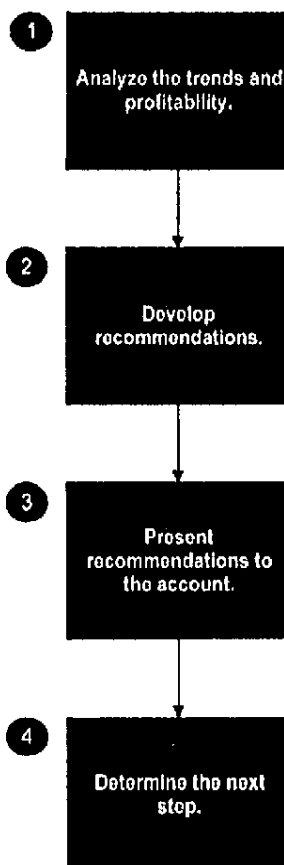 1
Analyze the trends and
profitability.
2
Develop
recommendations.
3
Present
recommendations to
the account.
4
Determine the next
step.